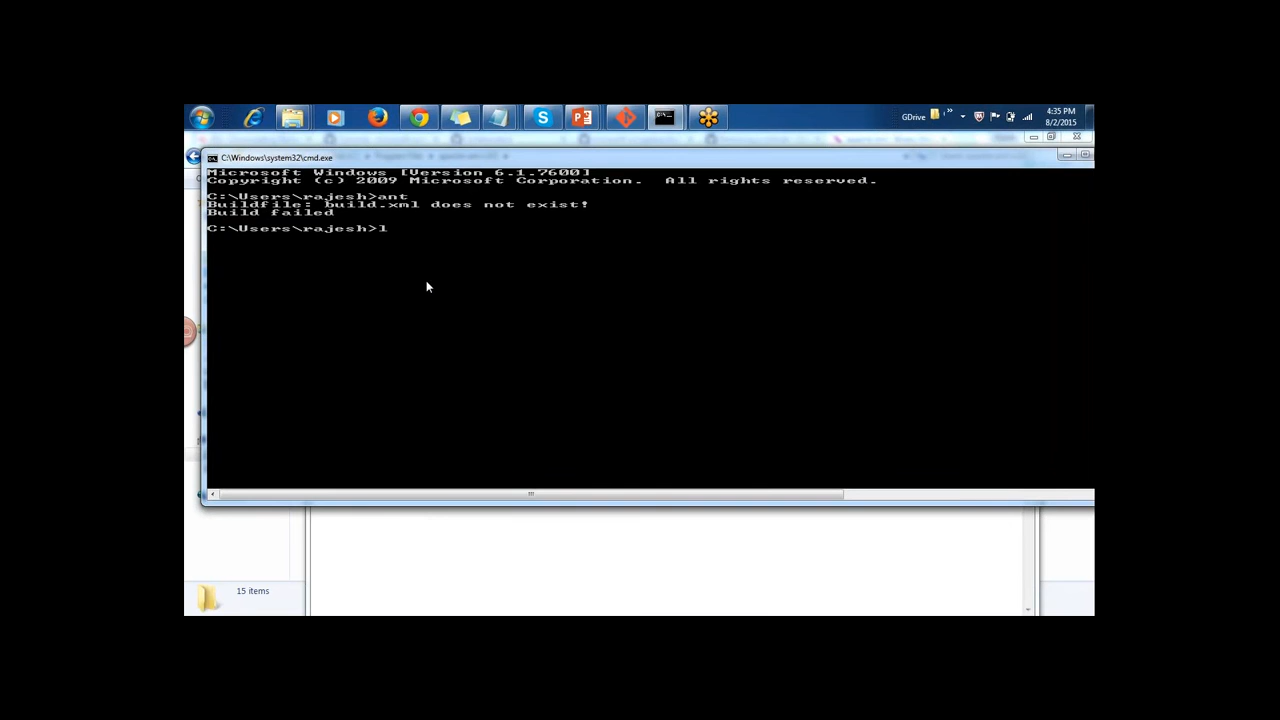 GDrive
4:35 PM
8/2/2015
C:\Windows\system32\cmd.exe
Microsoft Windows [Version 6.1.7600]
Copyright (c) 2009 Microsoft Corporation.  All rights reserved.
C:\Users\rajesh>ant
Buildfile: build.xml does not exist!
Build failed
C:\Users\rajesh>l
15 items